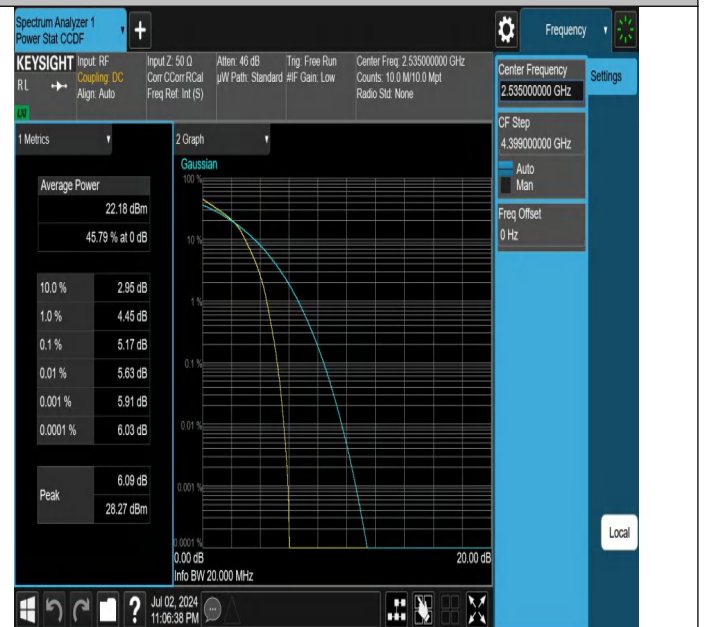 Spectrum Analyzer 1
Power Stat CCDF
+
Frequency
KEYSIGHT
Input: RF
Input Z: 50 Ω
Atten: 46 dB
Trig: Free Run
Center Freq: 2.535000000 GHz
RL
Coupling: DC
Corr CCorr RCal
µW Path: Standard
#IF Gain: Low
Counts: 10.0 M/10.0 Mpt
Align: Auto
Freq Ref: Int (S)
Radio Std: None
LXI
Center Frequency
2.535000000 GHz
Settings
CF Step
4.399000000 GHz
Auto
Man
Freq Offset
0 Hz
1 Metrics
Average Power
22.18 dBm
45.79 % at 0 dB
10.0 % 2.95 dB
1.0 % 4.45 dB
0.1 % 5.17 dB
0.01 % 5.63 dB
0.001 % 5.91 dB
0.0001 % 6.03 dB
Peak
6.09 dB
28.27 dBm
2 Graph
Gaussian
100 %
10 %
1 %
0.1 %
0.01 %
0.001 %
0.0001 %
0.00 dB
20.00 dB
Info BW 20.000 MHz
Local
?
Jul 02, 2024
11:06:38 PM